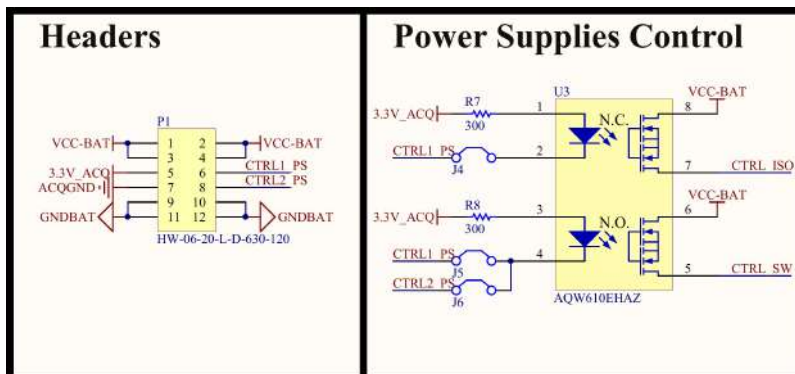 Headers
P1
VCC-BAT 1 2 VCC-BAT
3 4
3.3V_ACQ 5 6 CTRL1_PS
ACQGND 7 8 CTRL2_PS
9 10
GNDBAT 11 12 GNDBAT
HW-06-20-L-D-630-120
Power Supplies Control
U3
VCC-BAT
R7 1 8
3.3V_ACQ
300 N.C.
CTRL1_PS 2 7 CTRL_ISO
J4
VCC-BAT
R8 3 6
3.3V_ACQ
300 N.O.
CTRL1_PS 4 5 CTRL_SW
J5
CTRL2_PS
J6
AQW610EHAZ